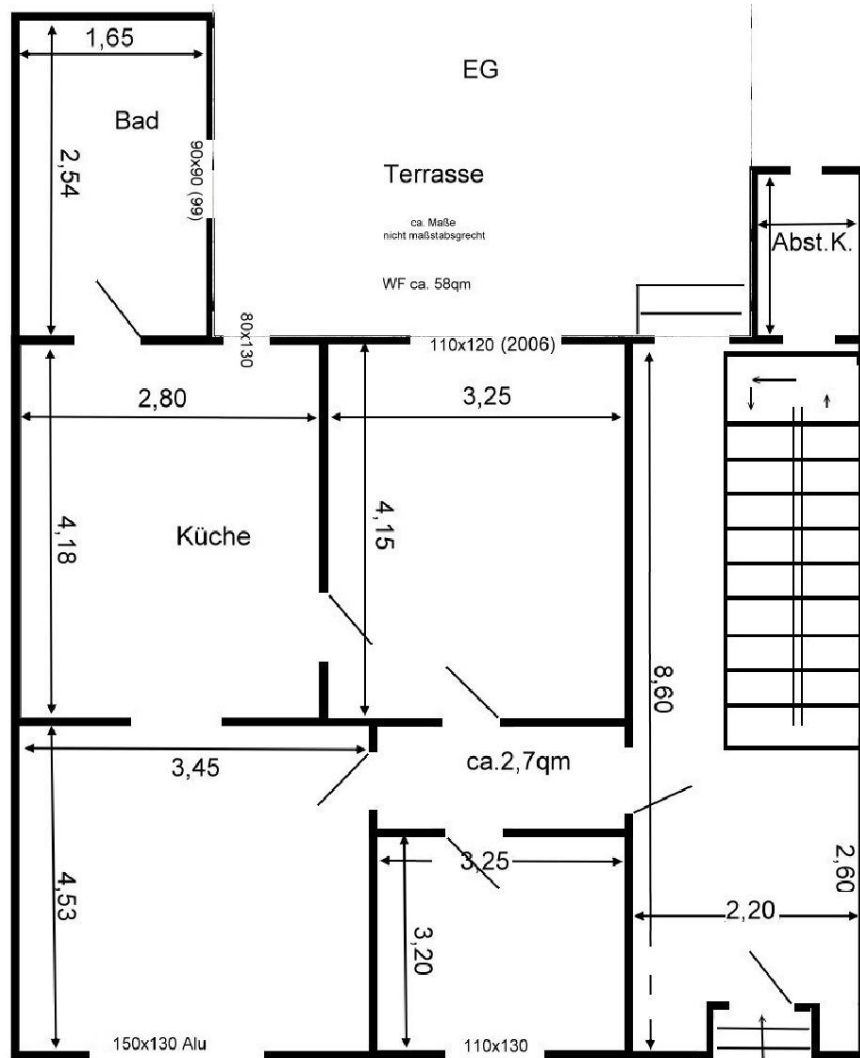 1,65
EG
Bad
2,54
90x90 (99)
Terrasse
ca. Maße
nicht maßstabsgrecht
WF ca. 58qm
Abst.K.
80x130
110x120 (2006)
2,80
3,25
4,18
Küche
4,15
8,60
3,45
ca.2,7qm
4,53
3,25
3,20
2,60
2,20
150x130 Alu
110x130